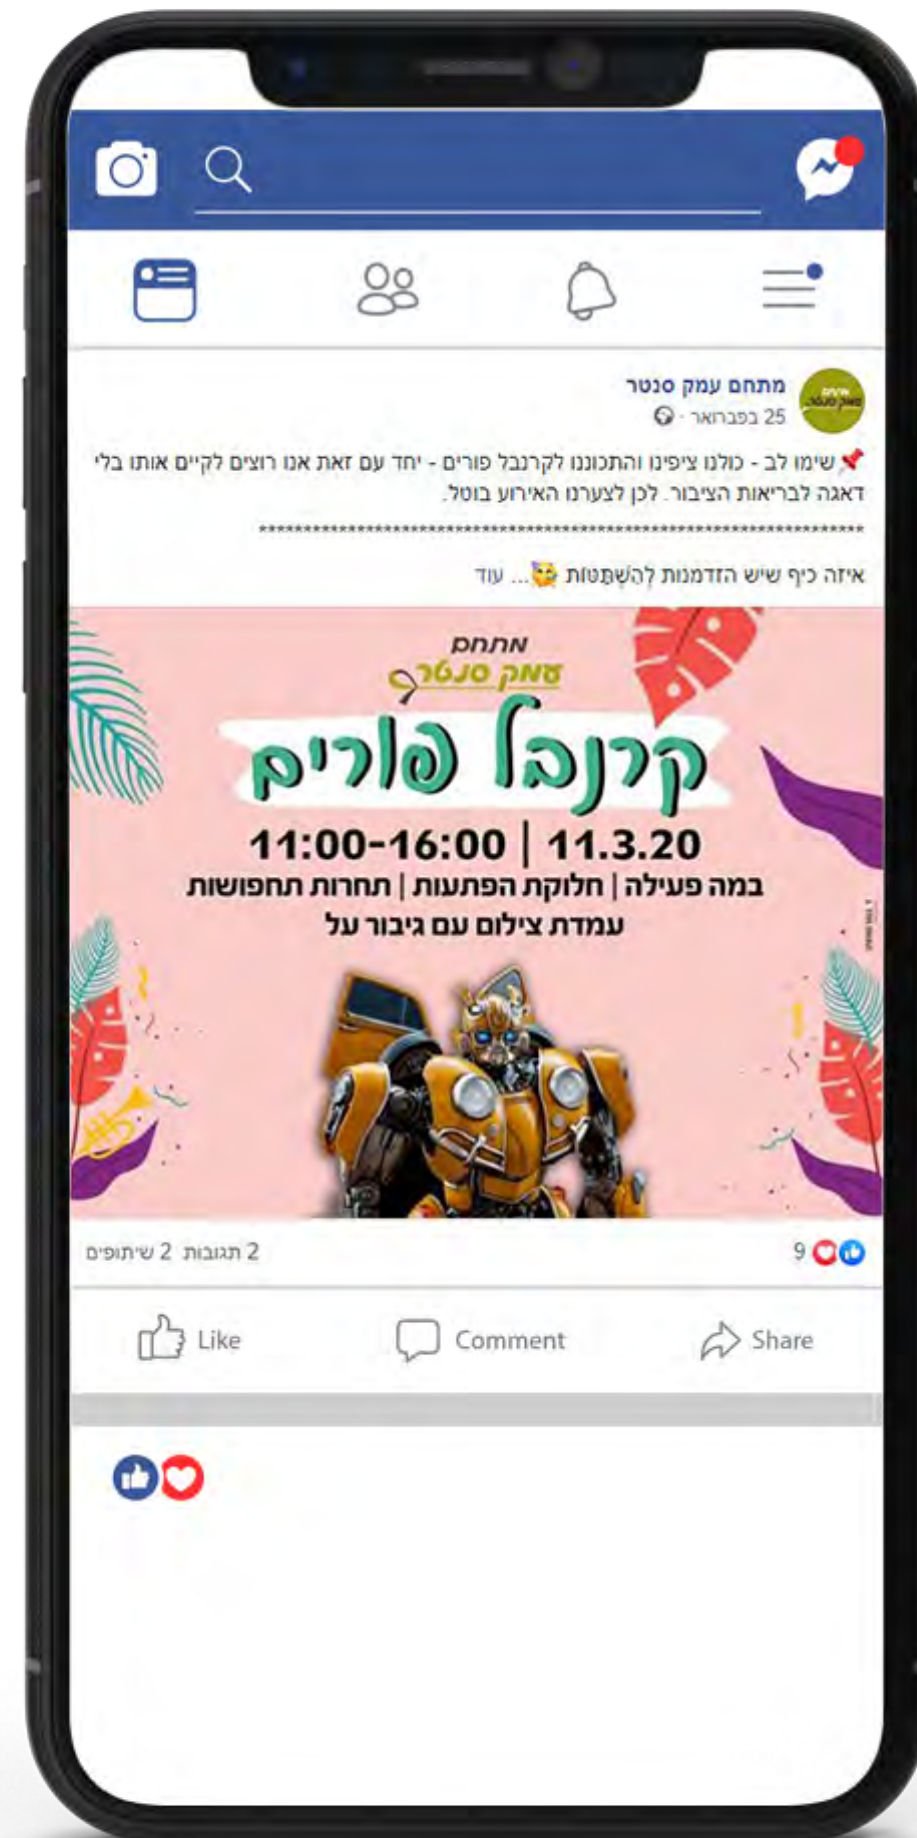 מתחם עמק סנטר
25 בפברואר ·
שימו לב - כולנו ציפינו והתכוננו לקרנבל פורים - יחד עם זאת אנו רוצים לקיים אותו בלי
דאגה לבריאות הציבור. לכן לצערנו האירוע בוטל.
**********************************************************************
איזה כיף שיש הזדמנות לְהִשְׁתַּטּוֹת ... עוד
מתחם
עמק סנטר
קרנבל פורים
11:00-16:00 | 11.3.20
במה פעילה | חלוקת הפתעות | תחרות תחפושות
עמדת צילום עם גיבור על
9
2 תגובות 2 שיתופים
Like Comment Share